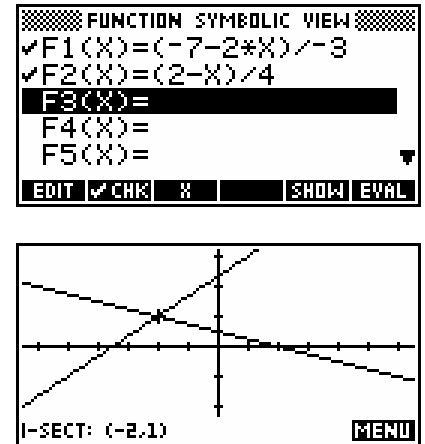 FUNCTION SYMBOLIC VIEW
✔F1(X)=(-7-2*X)/-3
✔F2(X)=(2-X)/4
F3(X)=
F4(X)=
F5(X)=
EDIT ✔CHK X SHOW EVAL
I-SECT: (-2,1) MENU